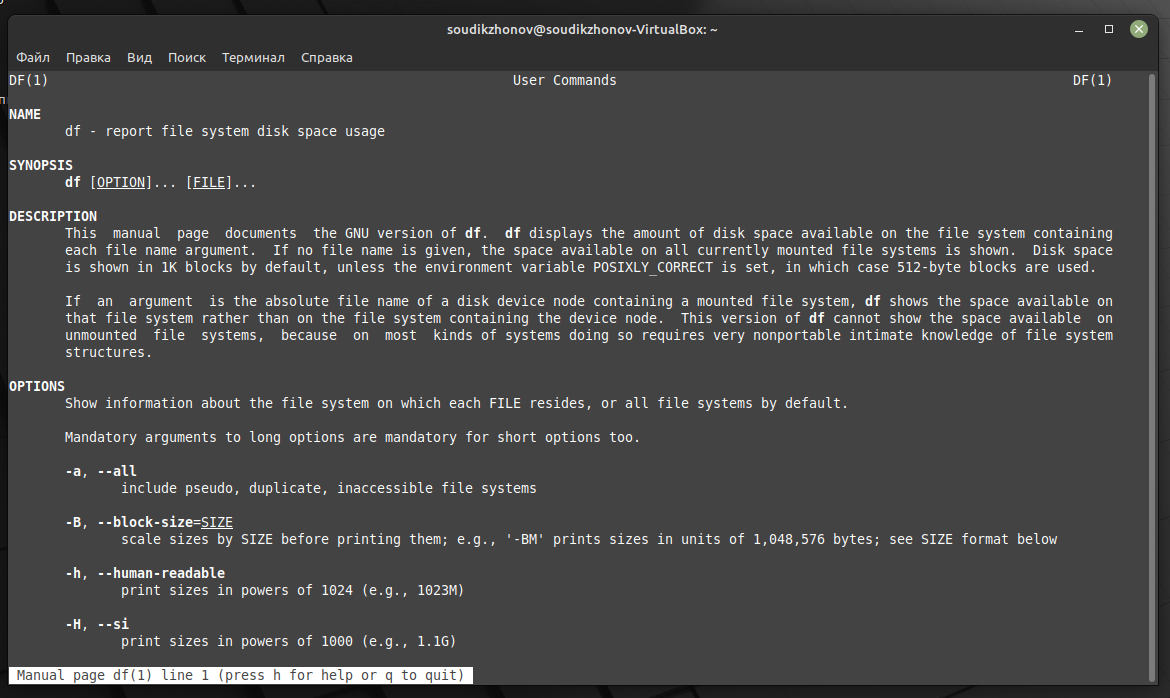 soudikzhonov@soudikzhonov-VirtualBox: ~
Файл Правка Вид Поиск Терминал Справка
DF(1) User Commands DF(1)
NAME
df - report file system disk space usage
SYNOPSIS
df [OPTION]... [FILE]...
DESCRIPTION
This manual page documents the GNU version of df. df displays the amount of disk space available on the file system containing
each file name argument. If no file name is given, the space available on all currently mounted file systems is shown. Disk space
is shown in 1K blocks by default, unless the environment variable POSIXLY_CORRECT is set, in which case 512-byte blocks are used.
If an argument is the absolute file name of a disk device node containing a mounted file system, df shows the space available on
that file system rather than on the file system containing the device node. This version of df cannot show the space available on
unmounted file systems, because on most kinds of systems doing so requires very nonportable intimate knowledge of file system
structures.
OPTIONS
Show information about the file system on which each FILE resides, or all file systems by default.
Mandatory arguments to long options are mandatory for short options too.
-a, --all
include pseudo, duplicate, inaccessible file systems
-B, --block-size=SIZE
scale sizes by SIZE before printing them; e.g., '-BM' prints sizes in units of 1,048,576 bytes; see SIZE format below
-h, --human-readable
print sizes in powers of 1024 (e.g., 1023M)
-H, --si
print sizes in powers of 1000 (e.g., 1.1G)
Manual page df(1) line 1 (press h for help or q to quit)